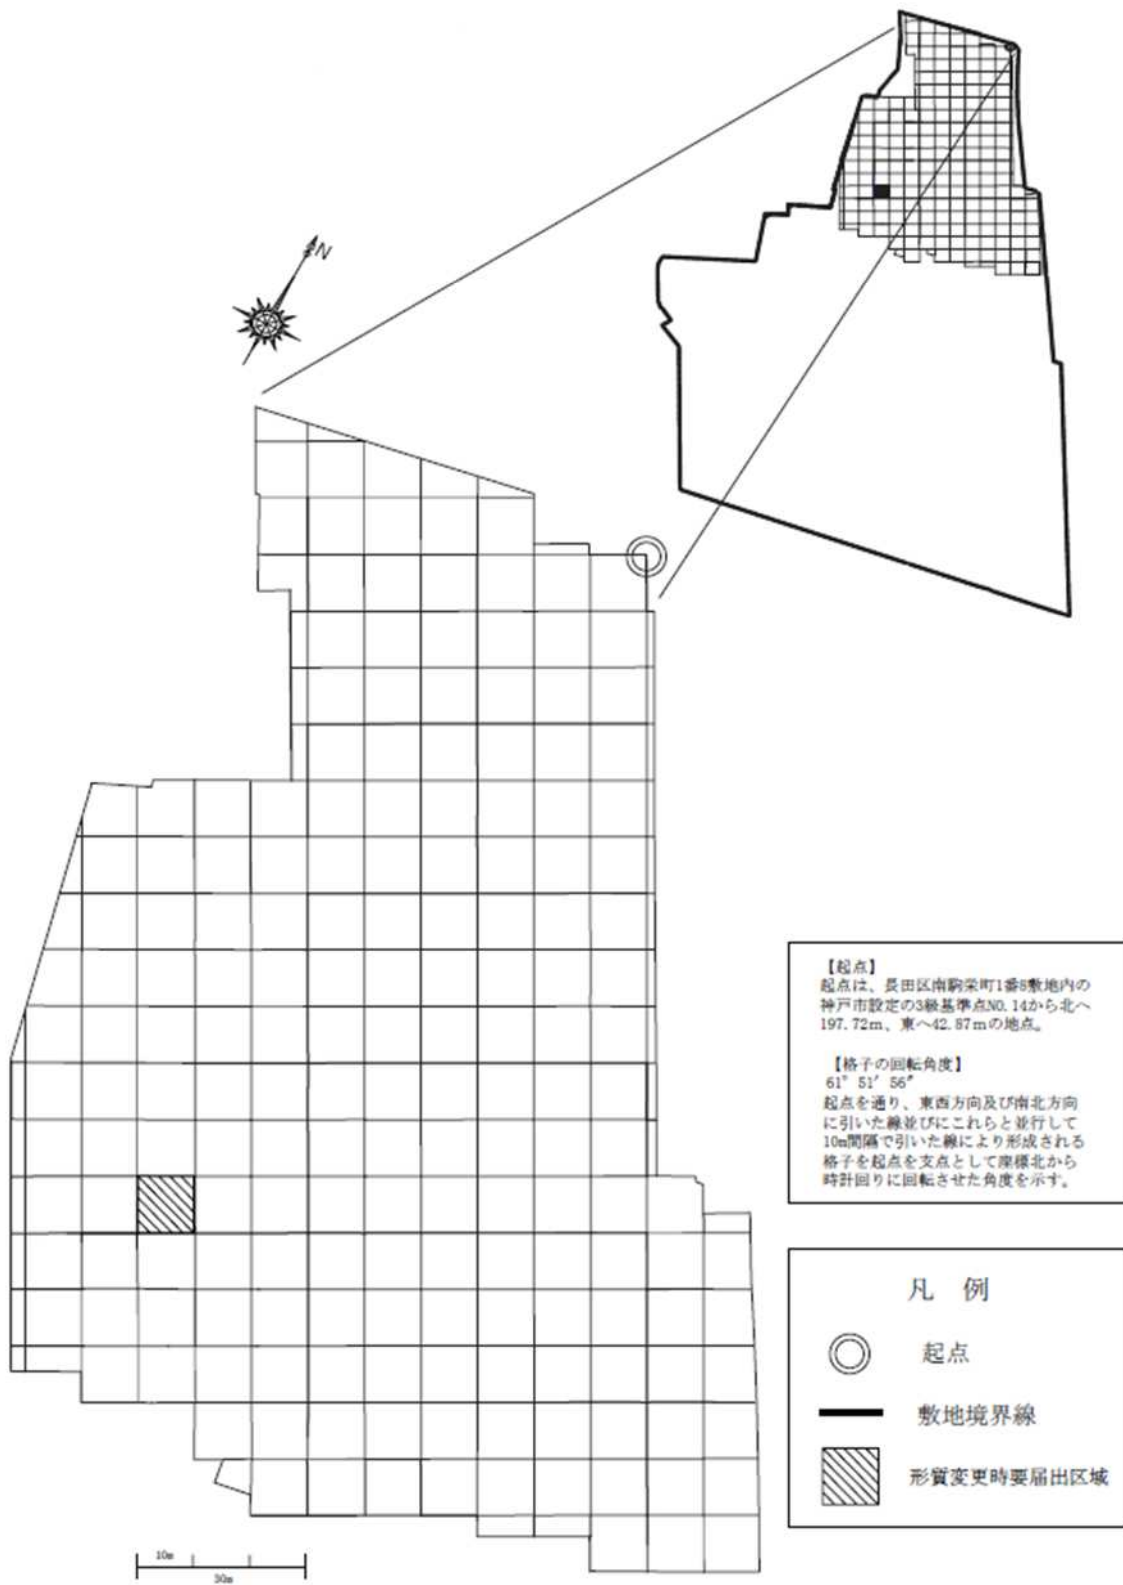 N
【起点】
起点は、長田区南駒栄町1番8敷地内の
神戸市設定の3級基準点NO.14から北へ
197.72m、東へ42.87mの地点。
【格子の回転角度】
61° 51′ 56″
起点を通り、東西方向及び南北方向
に引いた線並びにこれらと並行して
10m間隔で引いた線により形成される
格子を起点を支点として座標北から
時計回りに回転させた角度を示す。
凡 例
起点
敷地境界線
形質変更時要届出区域
10m
30m